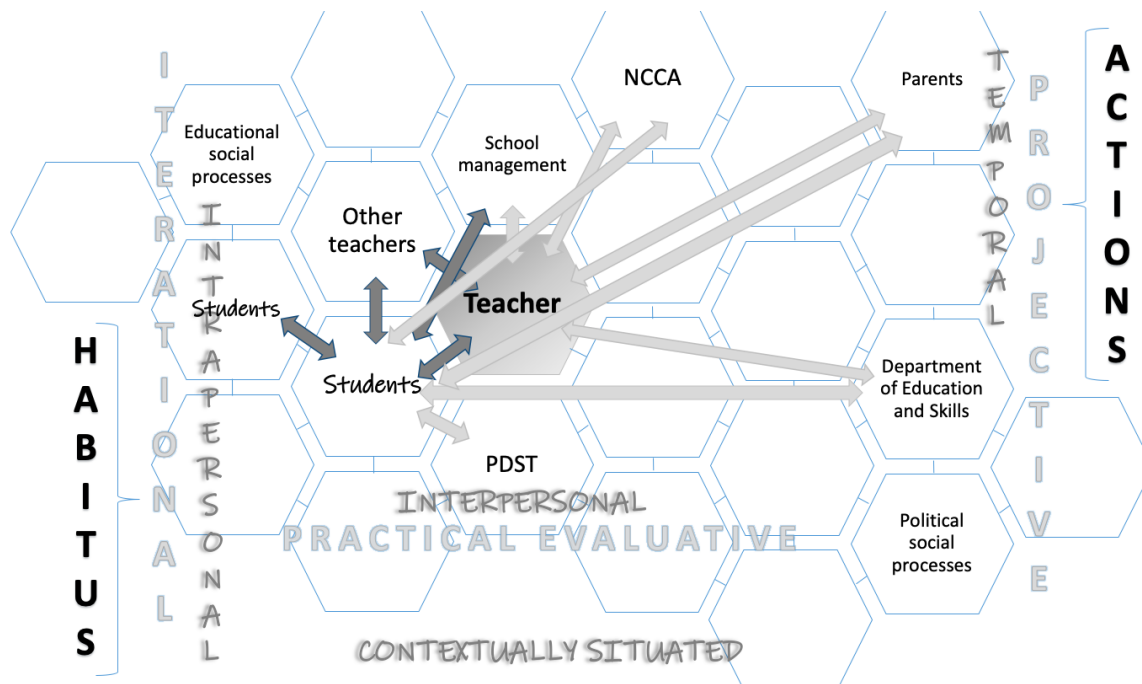 ITERATIONAL
INTRAPERSONAL
HABITUS
Educational
social
processes
Students
Other
teachers
School
management
NCCA
Parents
Teacher
Students
PDST
INTERPERSONAL
PRACTICAL EVALUATIVE
CONTEXTUALLY SITUATED
Department
of Education
and Skills
Political
social
processes
TEMPORAL
PROJECTIVE
ACTIONS